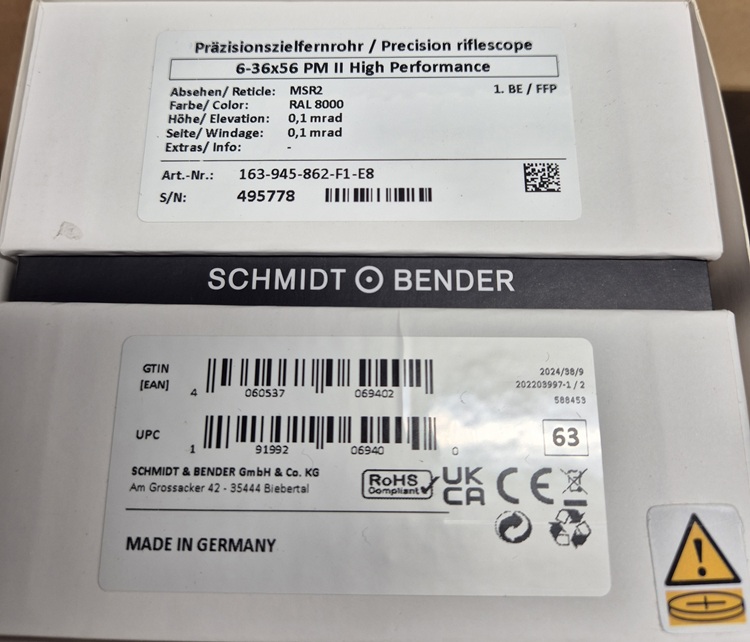 Präzisionszielfernrohr / Precision riflescope
6-36x56 PM II High Performance
Absehen/ Reticle: MSR2 1. BE / FFP
Farbe/ Color: RAL 8000
Höhe/ Elevation: 0,1 mrad
Seite/ Windage: 0,1 mrad
Extras/ Info: -
Art.-Nr.: 163-945-862-F1-E8
S/N: 495778
SCHMIDT BENDER
GTIN
[EAN]
4 060537 069402
2024/38/9
202203997-1 / 2
588453
UPC
1 91992 06940 0
63
SCHMIDT & BENDER GmbH & Co. KG
Am Grossacker 42 - 35444 Biebertal
RoHS
Compliant
UK
CA
CE
MADE IN GERMANY
!